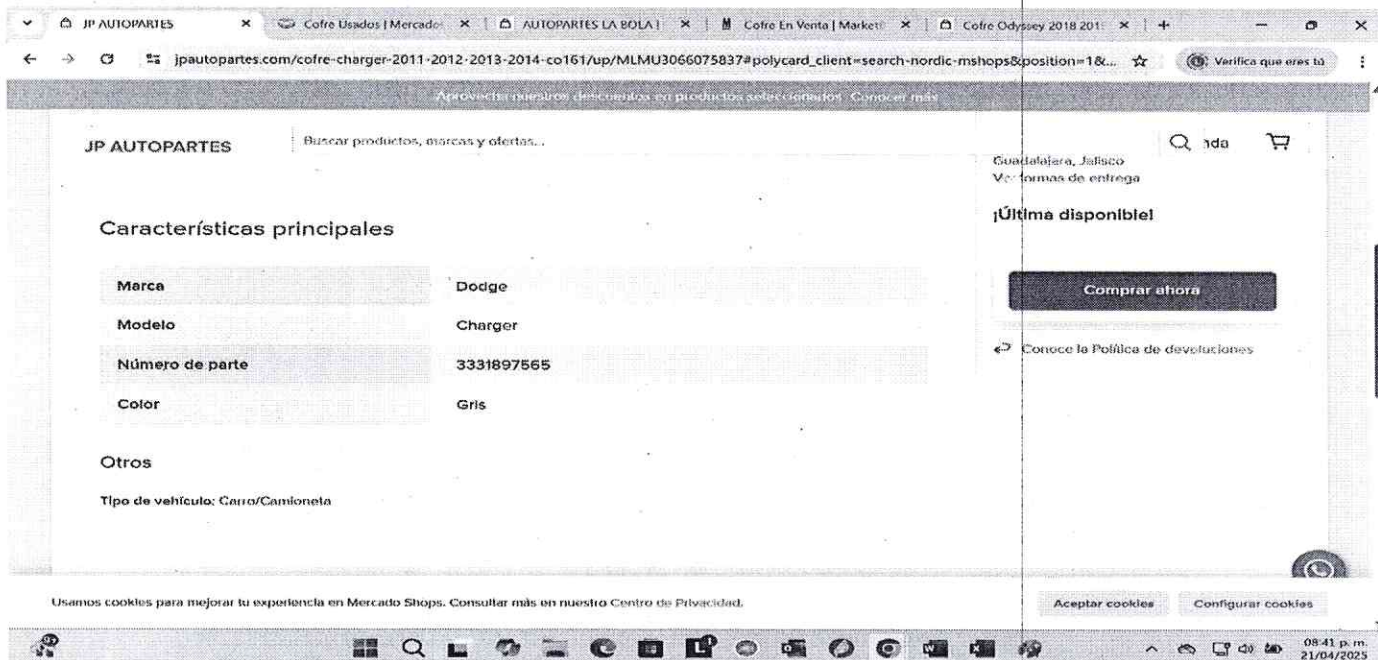 JP AUTOPARTES
Cofre Usados | Mercado
AUTOPARTES LA BOLA |
Cofre En Venta | Market
Cofre Odyssey 2018 201
jpautopartes.com/cofre-charger-2011-2012-2013-2014-co161/up/MLMU3066075837#polycard_client=search-nordic-mshops&position=1&...
Verifica que eres tú
Aprovecha nuestros descuentos en productos seleccionados. Conocer más
JP AUTOPARTES
Buscar productos, marcas y ofertas...
nda
Guadalajara, Jalisco
Ver formas de entrega
¡Última disponible!
Características principales
Marca Dodge
Comprar ahora
Modelo Charger
Conoce la Política de devoluciones
Número de parte 3331897565
Color Gris
Otros
Tipo de vehículo: Carro/Camioneta
Usamos cookies para mejorar tu experiencia en Mercado Shops. Consultar más en nuestro Centro de Privacidad.
Aceptar cookies
Configurar cookies
08:41 p. m.
21/04/2025